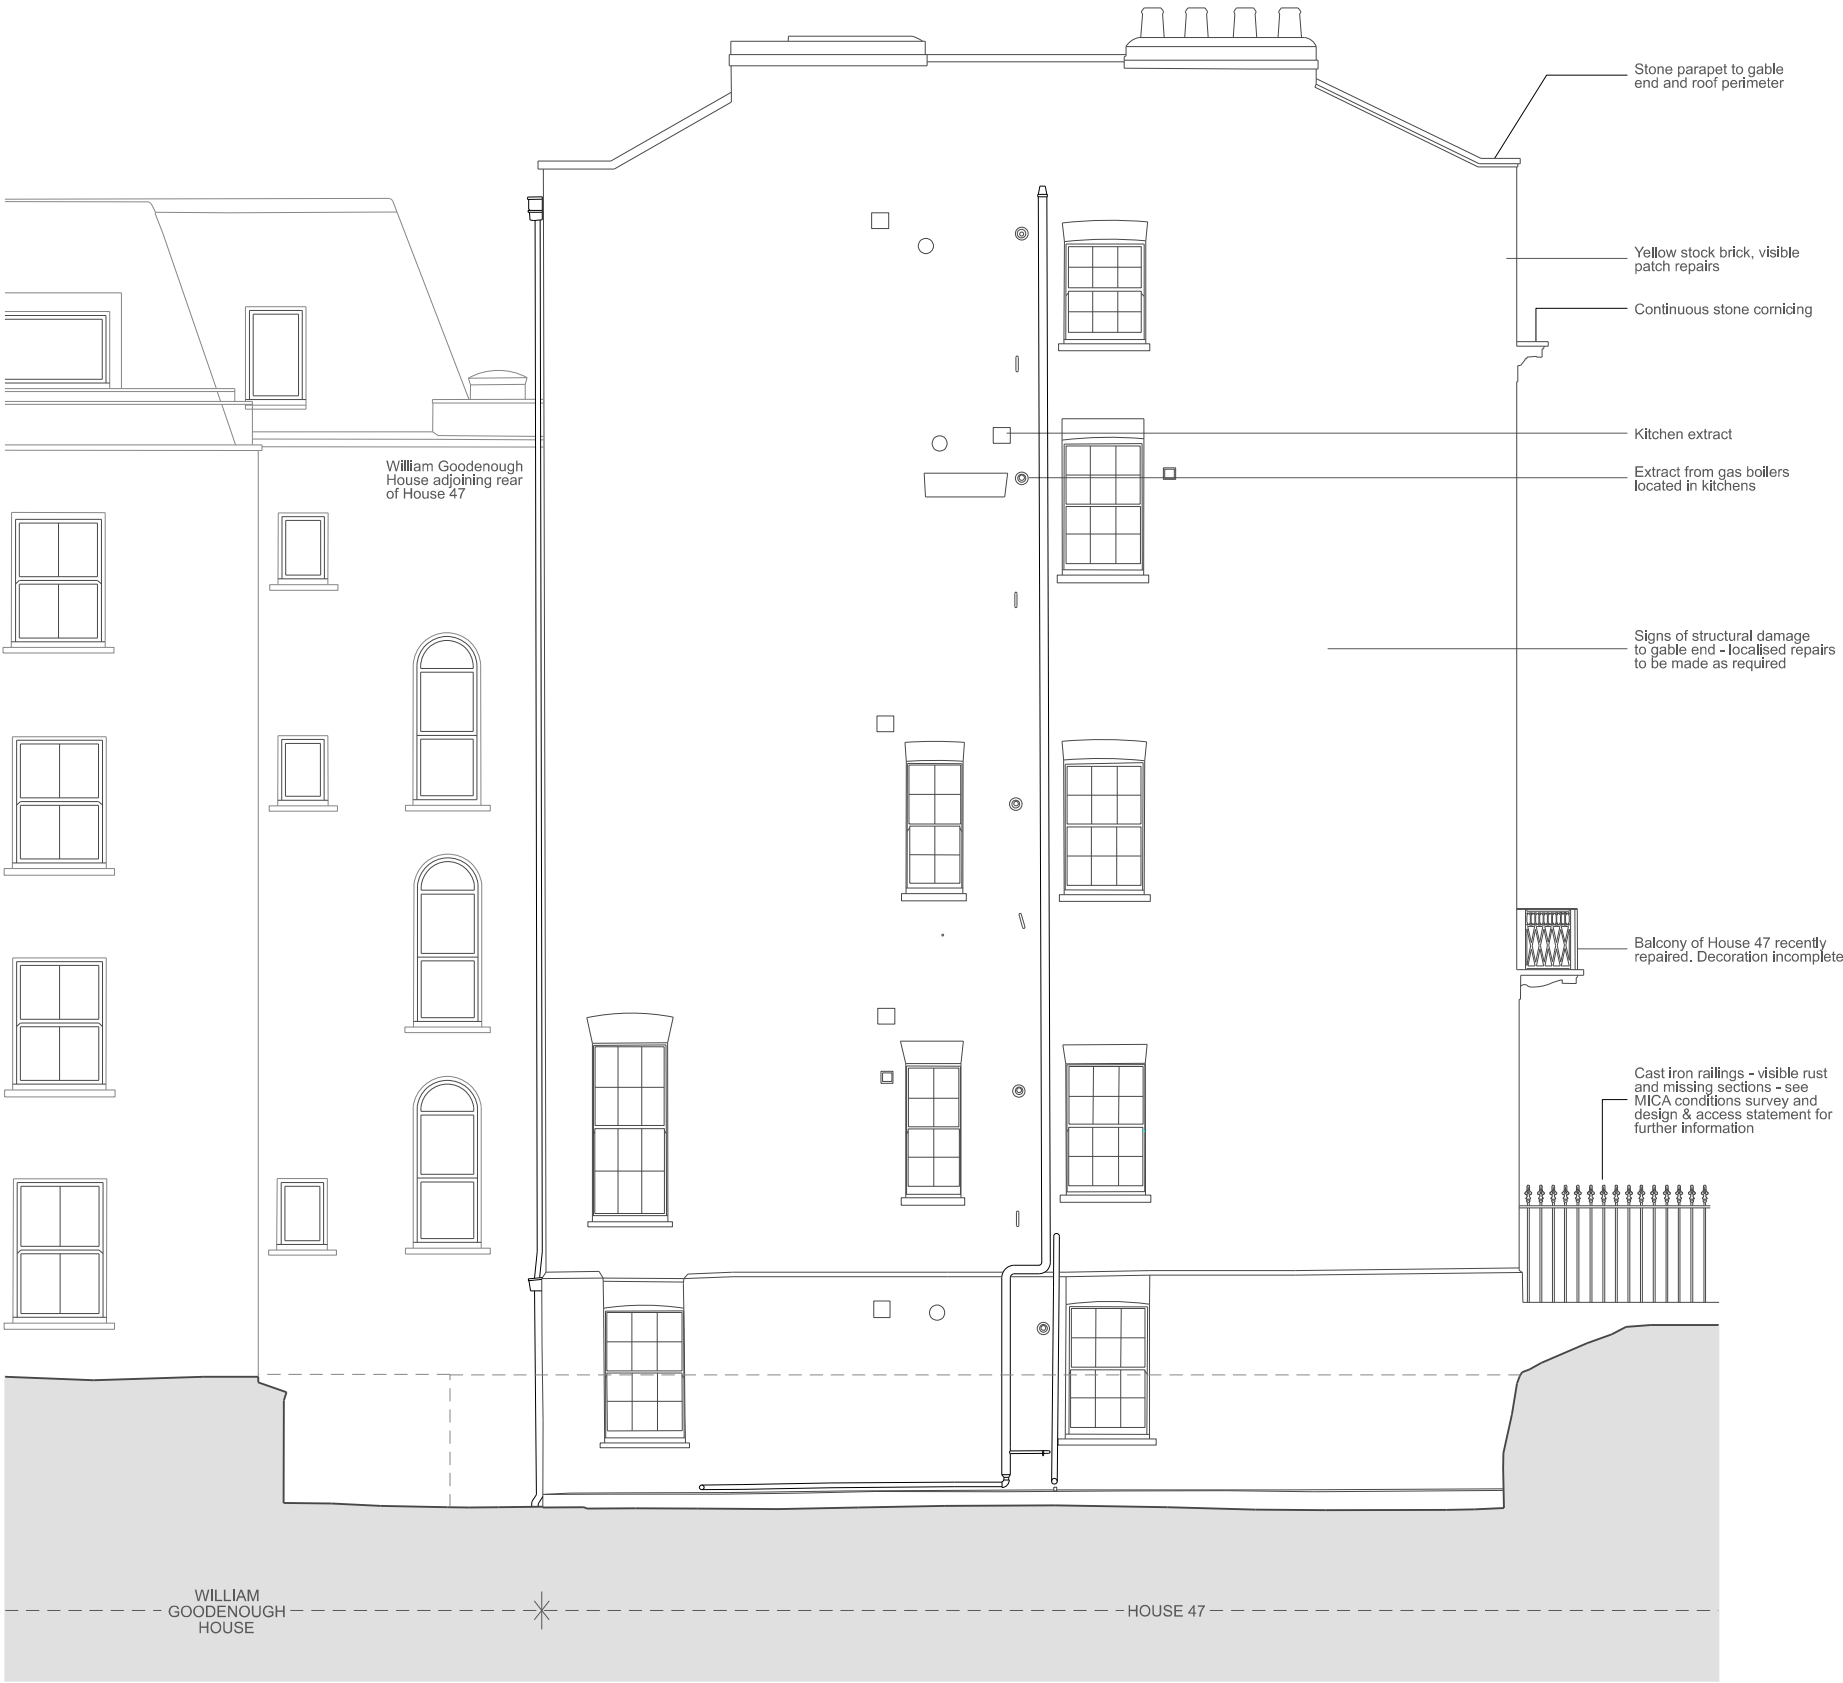 Stone parapet to gable
end and roof perimeter
Yellow stock brick, visible
patch repairs
Continuous stone cornicing
Kitchen extract
William Goodenough
House adjoining rear
of House 47
Extract from gas boilers
located in kitchens
Signs of structural damage
to gable end - localised repairs
to be made as required
Balcony of House 47 recently
repaired. Decoration incomplete
Cast iron railings - visible rust
and missing sections - see
MICA conditions survey and
design & access statement for
further information
WILLIAM
GOODENOUGH
HOUSE
HOUSE 47